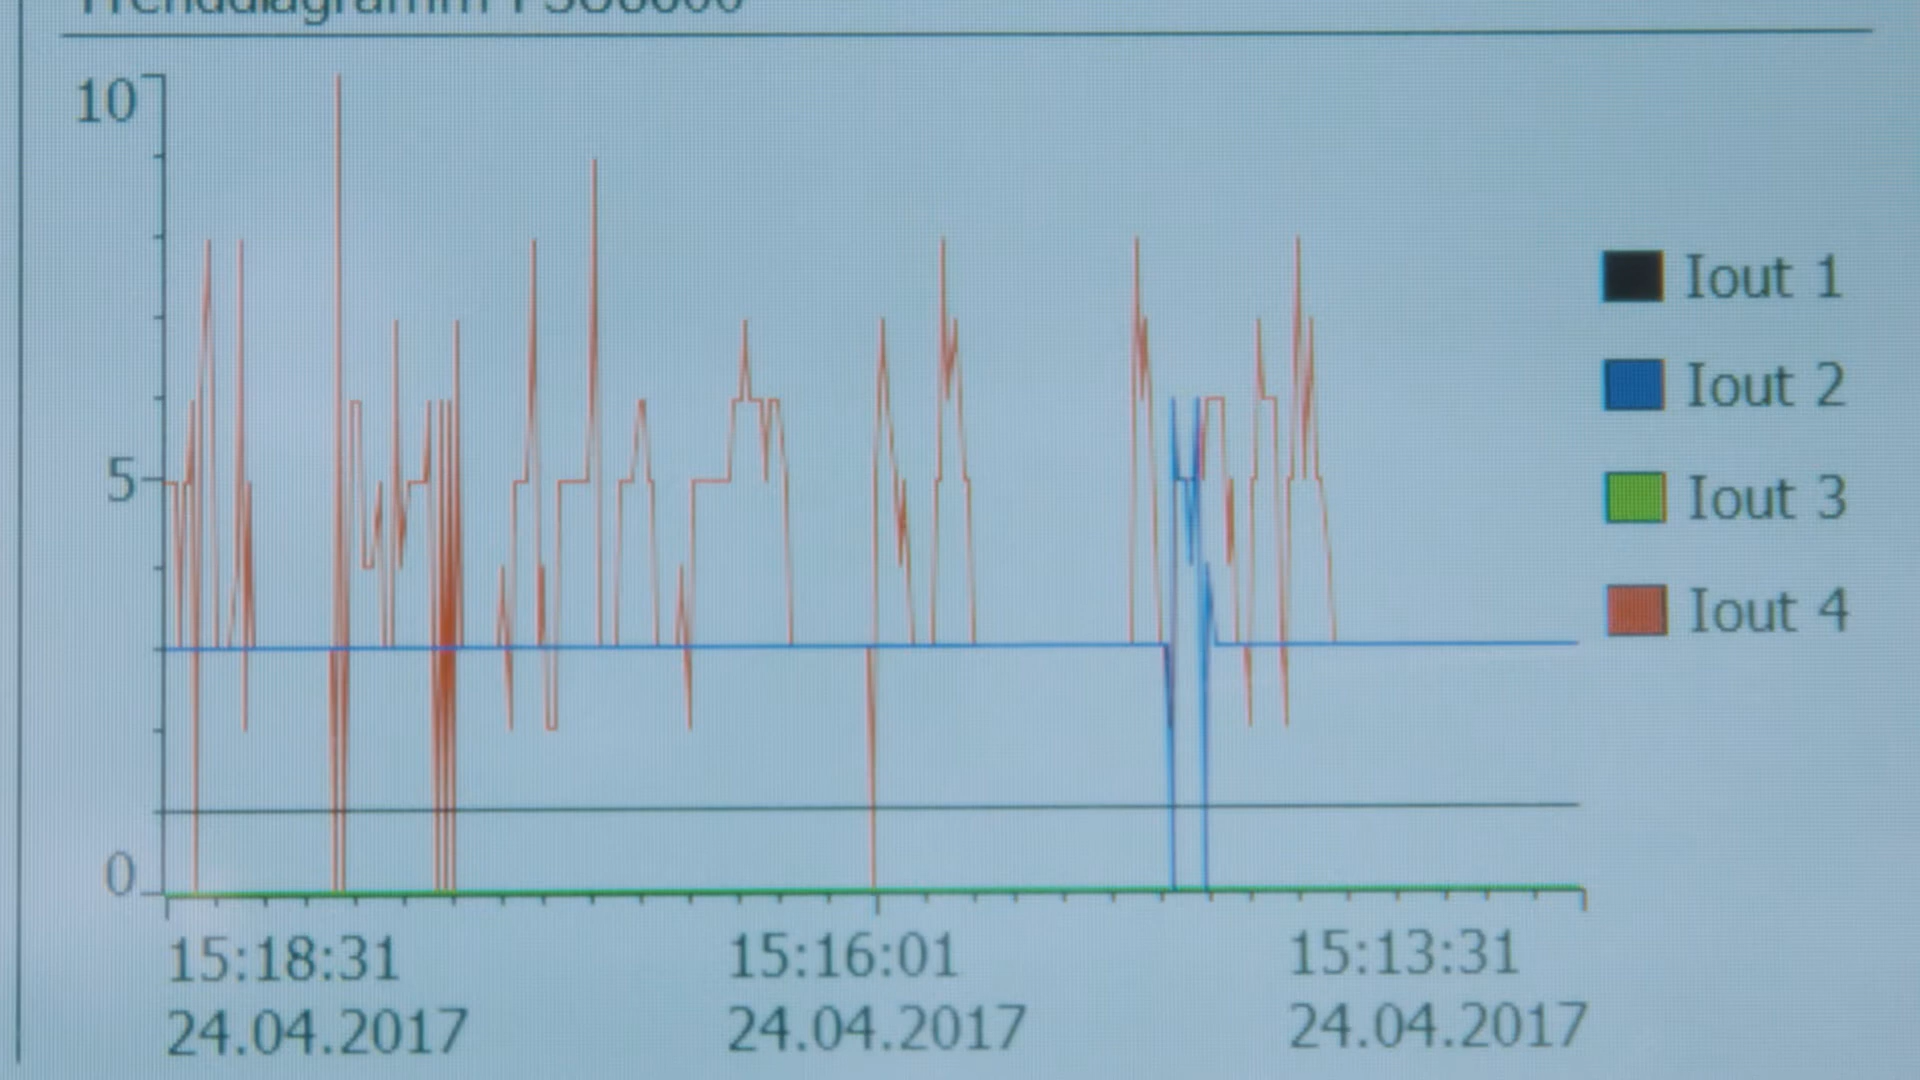 Trenddiagramm
10
5
0
Iout 1
Iout 2
Iout 3
Iout 4
15:18:31 15:16:01 15:13:31
24.04.2017 24.04.2017 24.04.2017